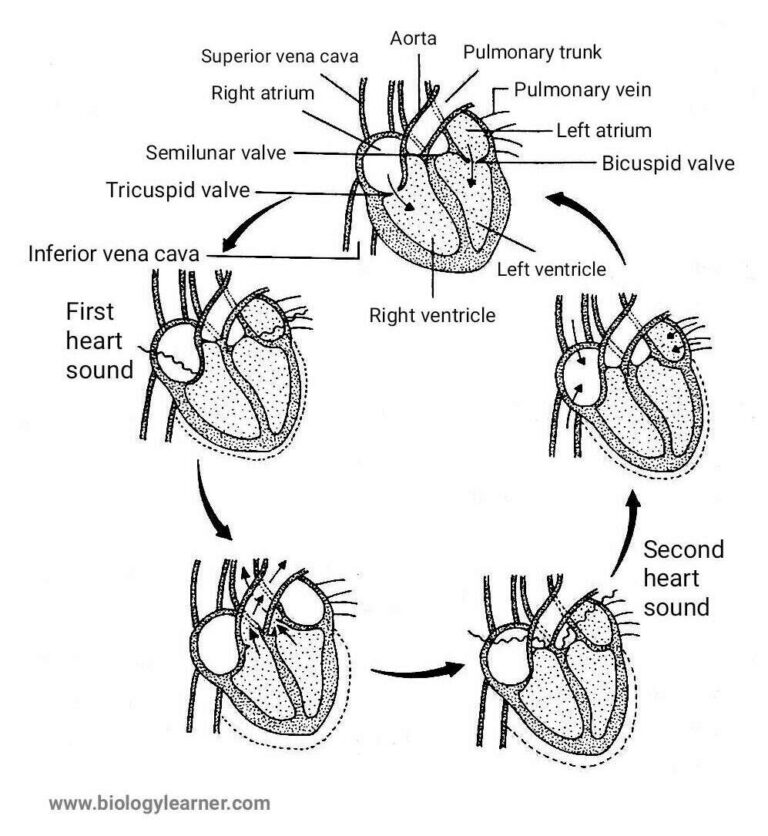 Aorta
Superior vena cava
Pulmonary trunk
Right atrium
Pulmonary vein
Left atrium
Semilunar valve
Bicuspid valve
Tricuspid valve
Inferior vena cava
Left ventricle
Right ventricle
First
heart
sound
Second
heart
sound
www.biologylearner.com